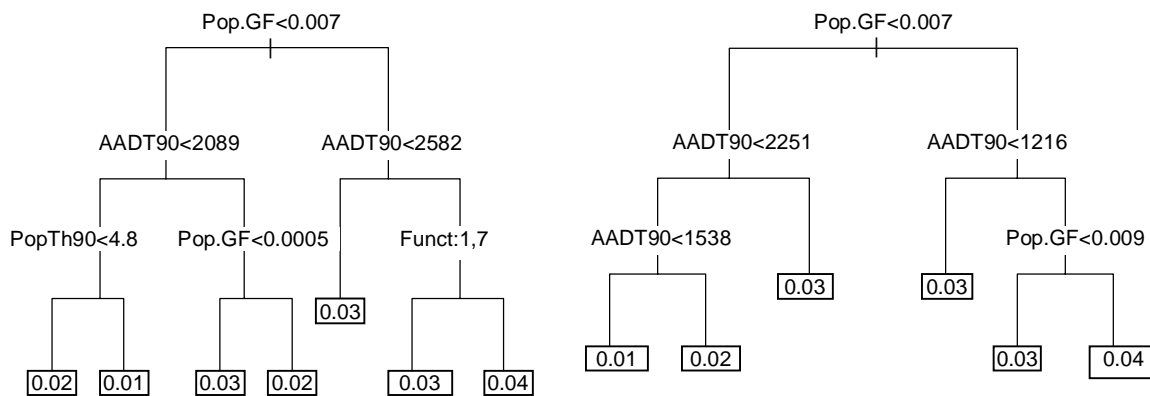 Pop.GF<0.007 Pop.GF<0.007
AADT90<2089 AADT90<2582 AADT90<2251 AADT90<1216
PopTh90<4.8 Pop.GF<0.0005 Funct:1,7 AADT90<1538 Pop.GF<0.009
0.03 0.03 0.03
0.01 0.02 0.03 0.04
0.02 0.01 0.03 0.02 0.03 0.04